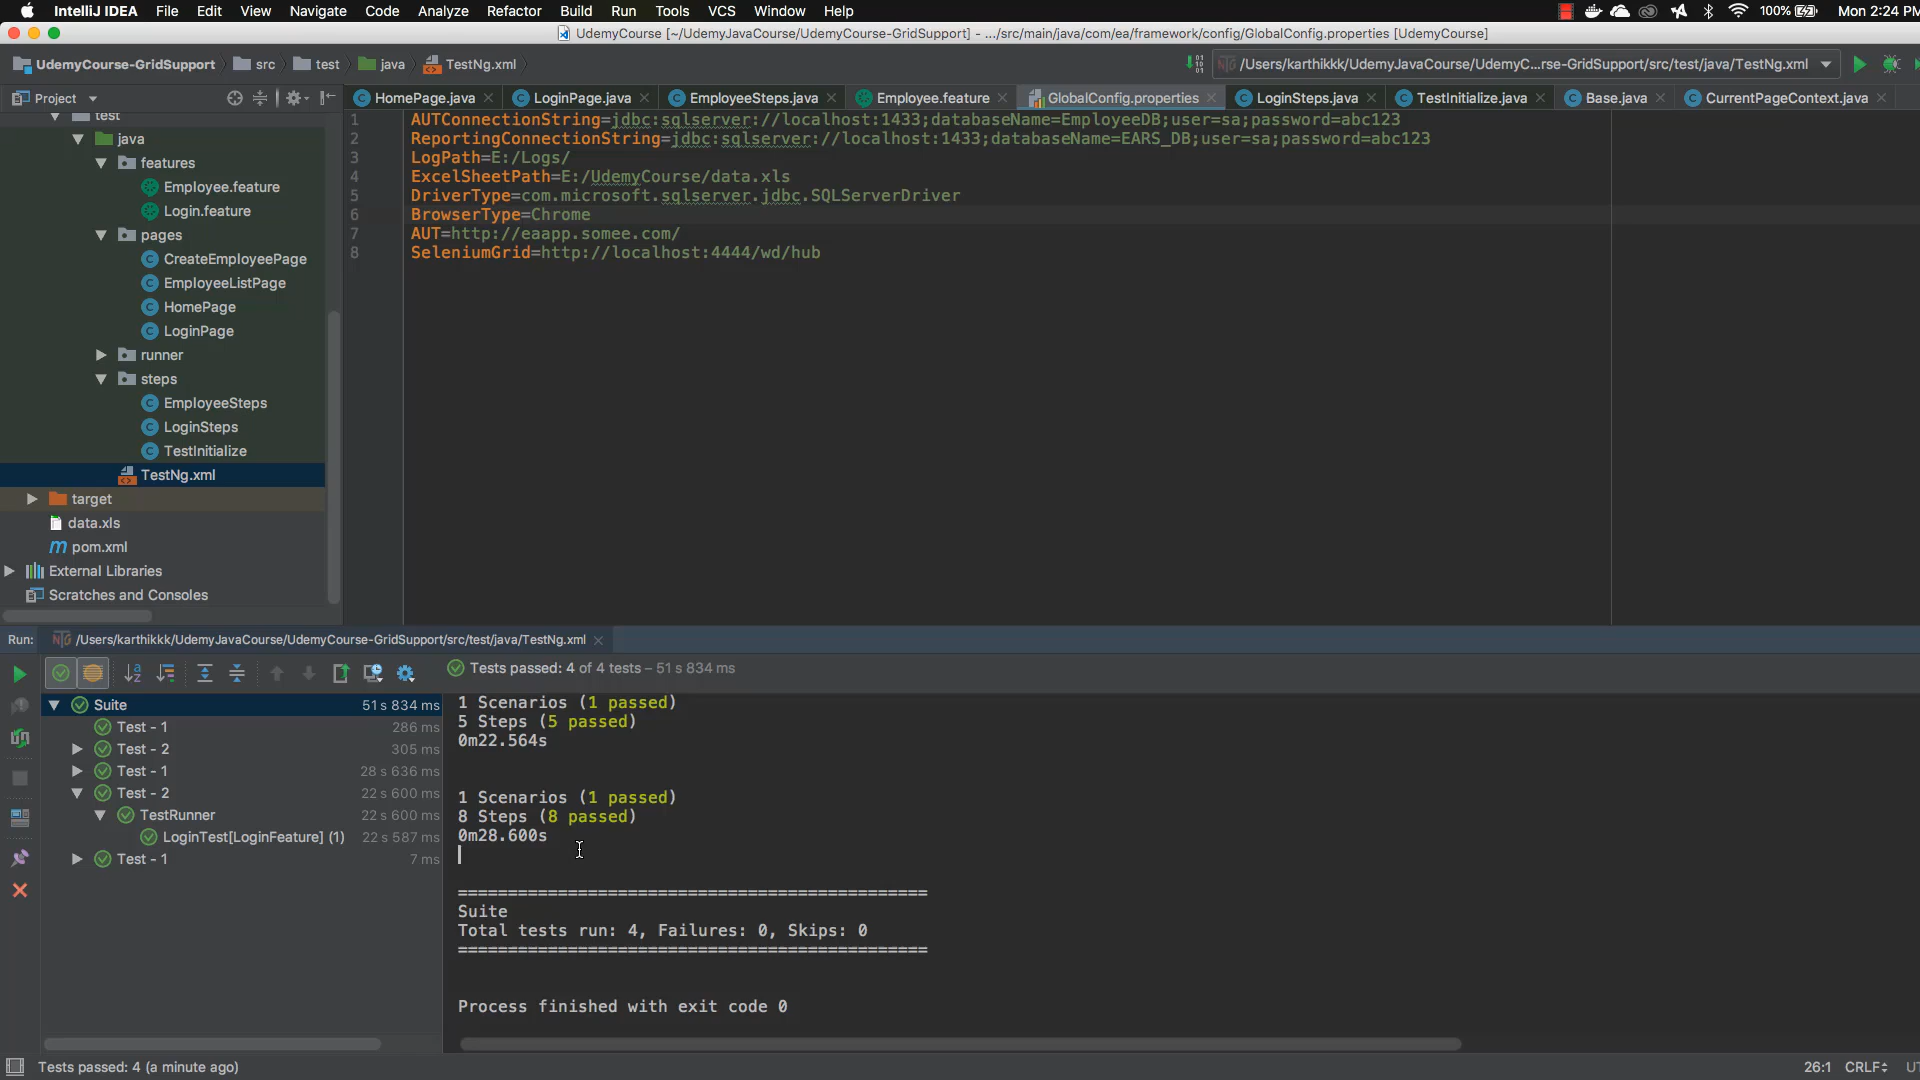 IntelliJ IDEA File Edit View Navigate Code Analyze Refactor Build Run Tools VCS Window Help 100% Mon 2:24 PM
UdemyCourse [~/UdemyJavaCourse/UdemyCourse-GridSupport] - .../src/main/java/com/ea/framework/config/GlobalConfig.properties [UdemyCourse]
UdemyCourse-GridSupport src test java TestNg.xml /Users/karthikkk/UdemyJavaCourse/UdemyC...rse-GridSupport/src/test/java/TestNg.xml
Project HomePage.java LoginPage.java EmployeeSteps.java Employee.feature GlobalConfig.properties LoginSteps.java TestInitialize.java Base.java CurrentPageContext.java
test
java
features
Employee.feature
Login.feature
pages
CreateEmployeePage
EmployeeListPage
HomePage
LoginPage
runner
steps
EmployeeSteps
LoginSteps
TestInitialize
TestNg.xml
target
data.xls
pom.xml
External Libraries
Scratches and Consoles
1 AUTConnectionString=jdbc:sqlserver://localhost:1433;databaseName=EmployeeDB;user=sa;password=abc123
2 ReportingConnectionString=jdbc:sqlserver://localhost:1433;databaseName=EARS_DB;user=sa;password=abc123
3 LogPath=E:/Logs/
4 ExcelSheetPath=E:/UdemyCourse/data.xls
5 DriverType=com.microsoft.sqlserver.jdbc.SQLServerDriver
6 BrowserType=Chrome
7 AUT=http://eaapp.somee.com/
8 SeleniumGrid=http://localhost:4444/wd/hub
Run: /Users/karthikkk/UdemyJavaCourse/UdemyCourse-GridSupport/src/test/java/TestNg.xml
Tests passed: 4 of 4 tests – 51 s 834 ms
Suite 51 s 834 ms
Test - 1 286 ms
Test - 2 305 ms
Test - 1 28 s 636 ms
Test - 2 22 s 600 ms
TestRunner 22 s 600 ms
LoginTest[LoginFeature] (1) 22 s 587 ms
Test - 1 7 ms
1 Scenarios (1 passed)
5 Steps (5 passed)
0m22.564s
1 Scenarios (1 passed)
8 Steps (8 passed)
0m28.600s
===============================================
Suite
Total tests run: 4, Failures: 0, Skips: 0
===============================================
Process finished with exit code 0
Tests passed: 4 (a minute ago) 26:1 CRLF